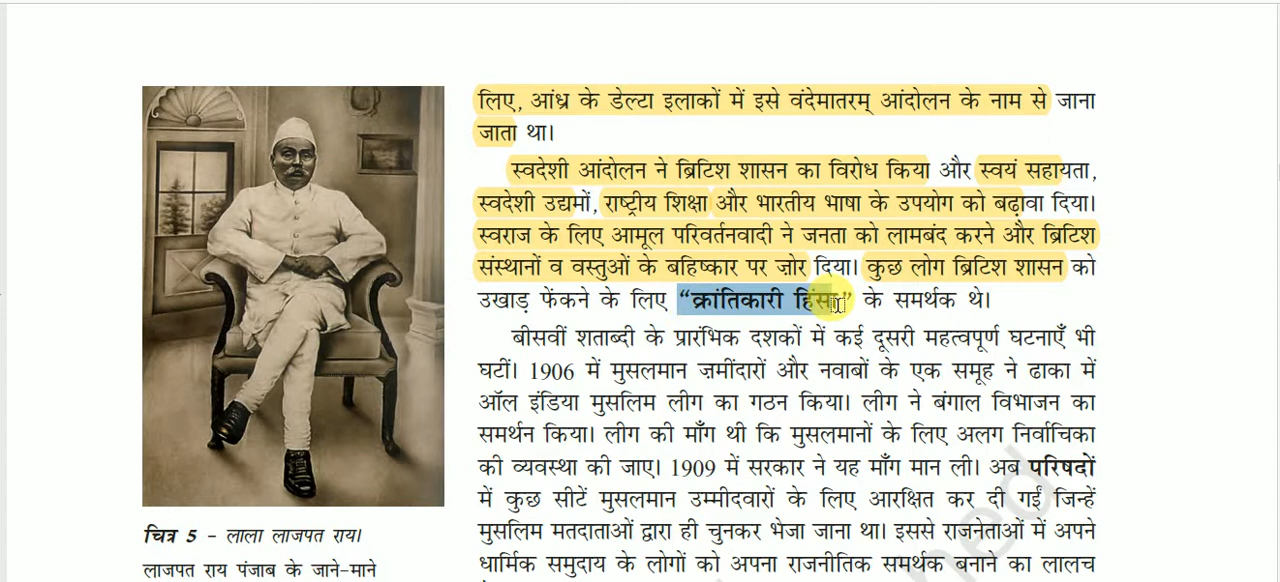 लिए, आंध्र के डेल्टा इलाकों में इसे वंदेमातरम् आंदोलन के नाम से जाना
जाता था।
स्वदेशी आंदोलन ने ब्रिटिश शासन का विरोध किया और स्वयं सहायता,
स्वदेशी उद्यमों, राष्ट्रीय शिक्षा और भारतीय भाषा के उपयोग को बढ़ावा दिया।
स्वराज के लिए आमूल परिवर्तनवादी ने जनता को लामबंद करने और ब्रिटिश
संस्थानों व वस्तुओं के बहिष्कार पर ज़ोर दिया। कुछ लोग ब्रिटिश शासन को
उखाड़ फेंकने के लिए “क्रांतिकारी हिंसा” के समर्थक थे।
बीसवीं शताब्दी के प्रारंभिक दशकों में कई दूसरी महत्वपूर्ण घटनाएँ भी
घटीं। 1906 में मुसलमान ज़मींदारों और नवाबों के एक समूह ने ढाका में
ऑल इंडिया मुसलिम लीग का गठन किया। लीग ने बंगाल विभाजन का
समर्थन किया। लीग की माँग थी कि मुसलमानों के लिए अलग निर्वाचिका
की व्यवस्था की जाए। 1909 में सरकार ने यह माँग मान ली। अब परिषदों
में कुछ सीटें मुसलमान उम्मीदवारों के लिए आरक्षित कर दी गईं जिन्हें
मुसलिम मतदाताओं द्वारा ही चुनकर भेजा जाना था। इससे राजनेताओं में अपने
धार्मिक समुदाय के लोगों को अपना राजनीतिक समर्थक बनाने का लालच
चित्र 5 – लाला लाजपत राय।
लाजपत राय पंजाब के जाने-माने